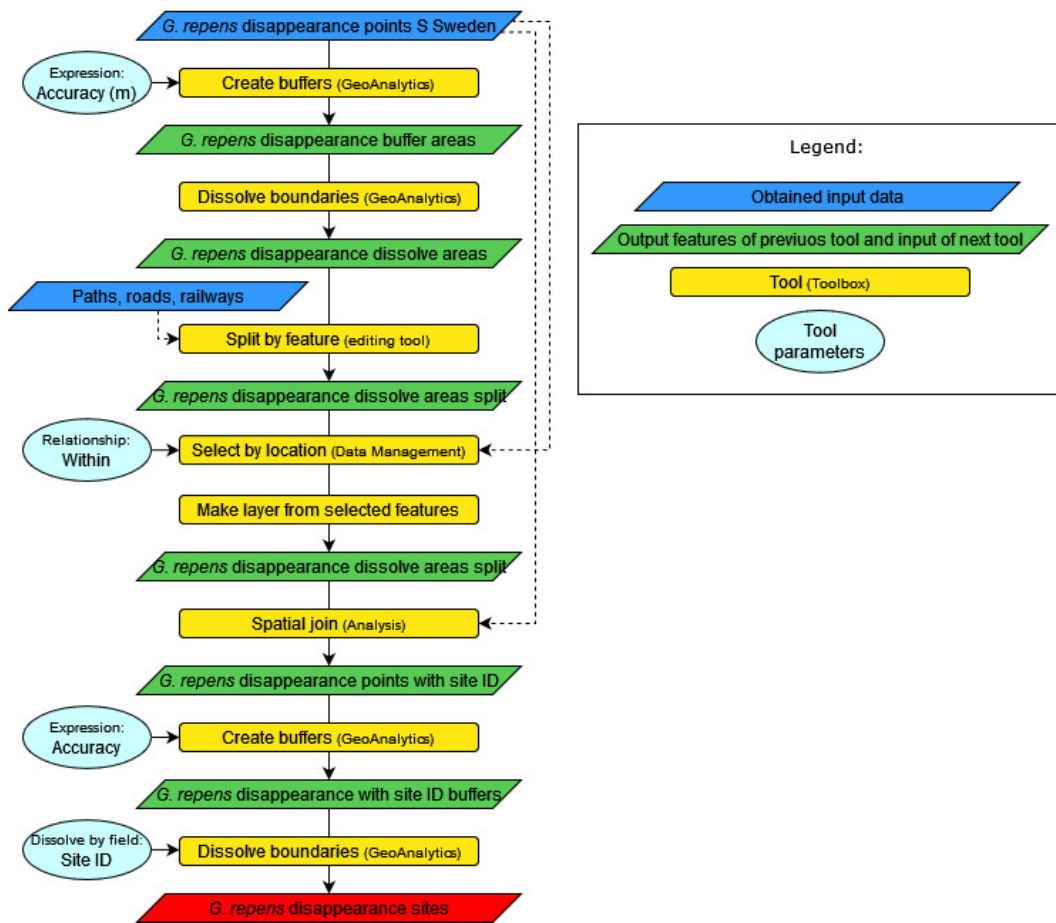 G. repens disappearance points S Sweden
Expression:
Accuracy (m)
Create buffers (GeoAnalytics)
G. repens disappearance buffer areas
Dissolve boundaries (GeoAnalytics)
G. repens disappearance dissolve areas
Paths, roads, railways
Split by feature (editing tool)
G. repens disappearance dissolve areas split
Relationship:
Within
Select by location (Data Management)
Make layer from selected features
G. repens disappearance dissolve areas split
Spatial join (Analysis)
G. repens disappearance points with site ID
Expression:
Accuracy
Create buffers (GeoAnalytics)
G. repens disappearance with site ID buffers
Dissolve by field:
Site ID
Dissolve boundaries (GeoAnalytics)
G. repens disappearance sites
Legend:
Obtained input data
Output features of previuos tool and input of next tool
Tool (Toolbox)
Tool
parameters